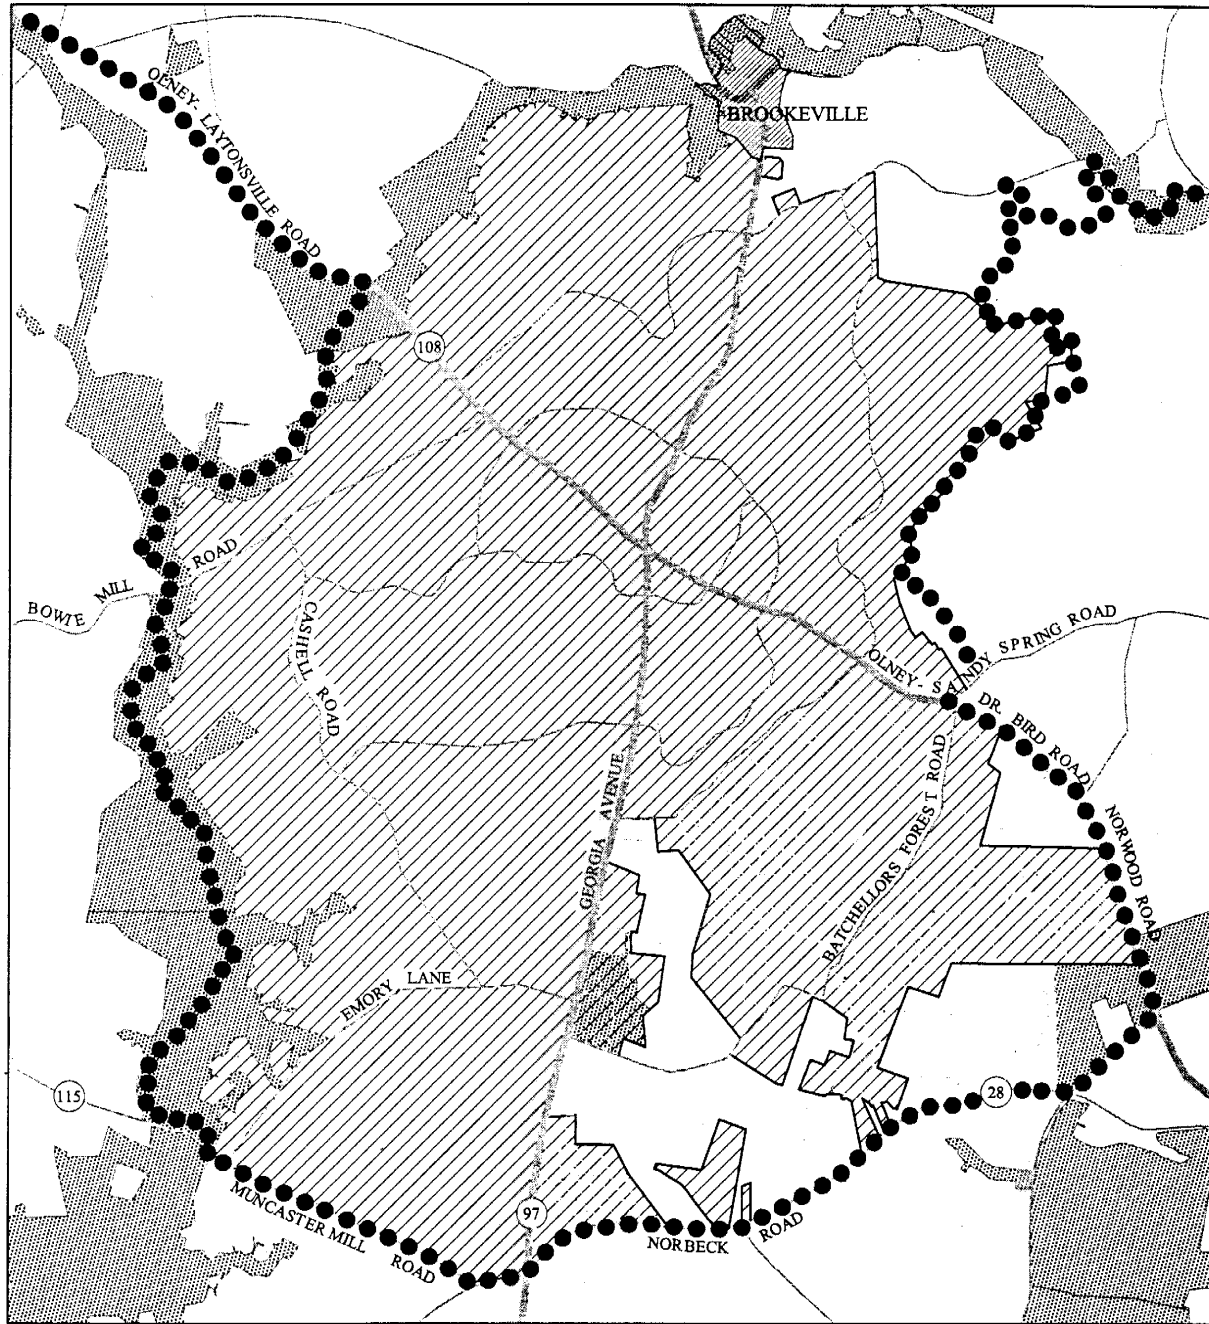 BROOKEVILLE
OLNEY- LAYTONSVILLE ROAD
108
BOWIE MILL ROAD
CASHELL ROAD
OLNEY- SANDY SPRING ROAD
DR. BIRD ROAD
GEORGIA AVENUE
BATCHELLORS FOREST ROAD
NORWOOD ROAD
EMORY LANE
115
28
MUNCASTER MILL ROAD
97
NORBECK ROAD